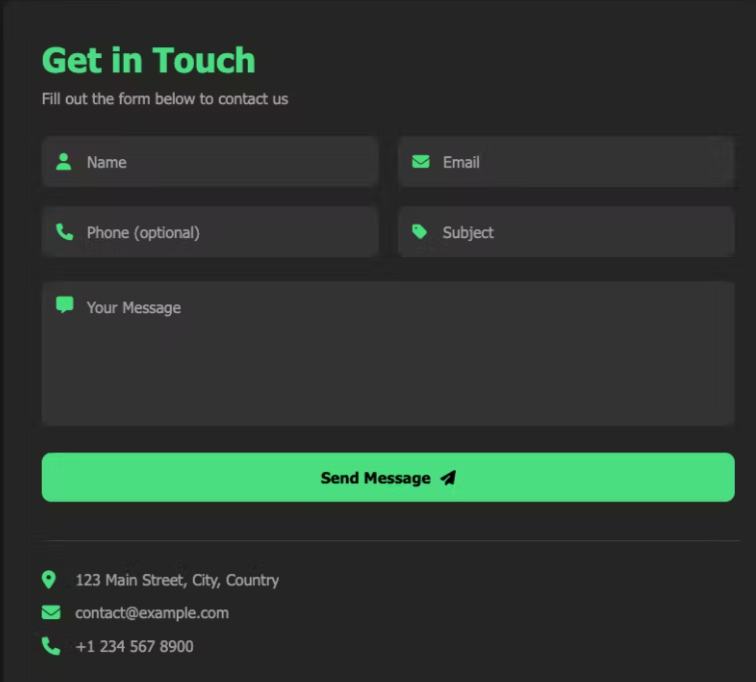 Get in Touch
Fill out the form below to contact us
Name
Email
Phone (optional)
Subject
Your Message
Send Message
123 Main Street, City, Country
contact@example.com
+1 234 567 8900